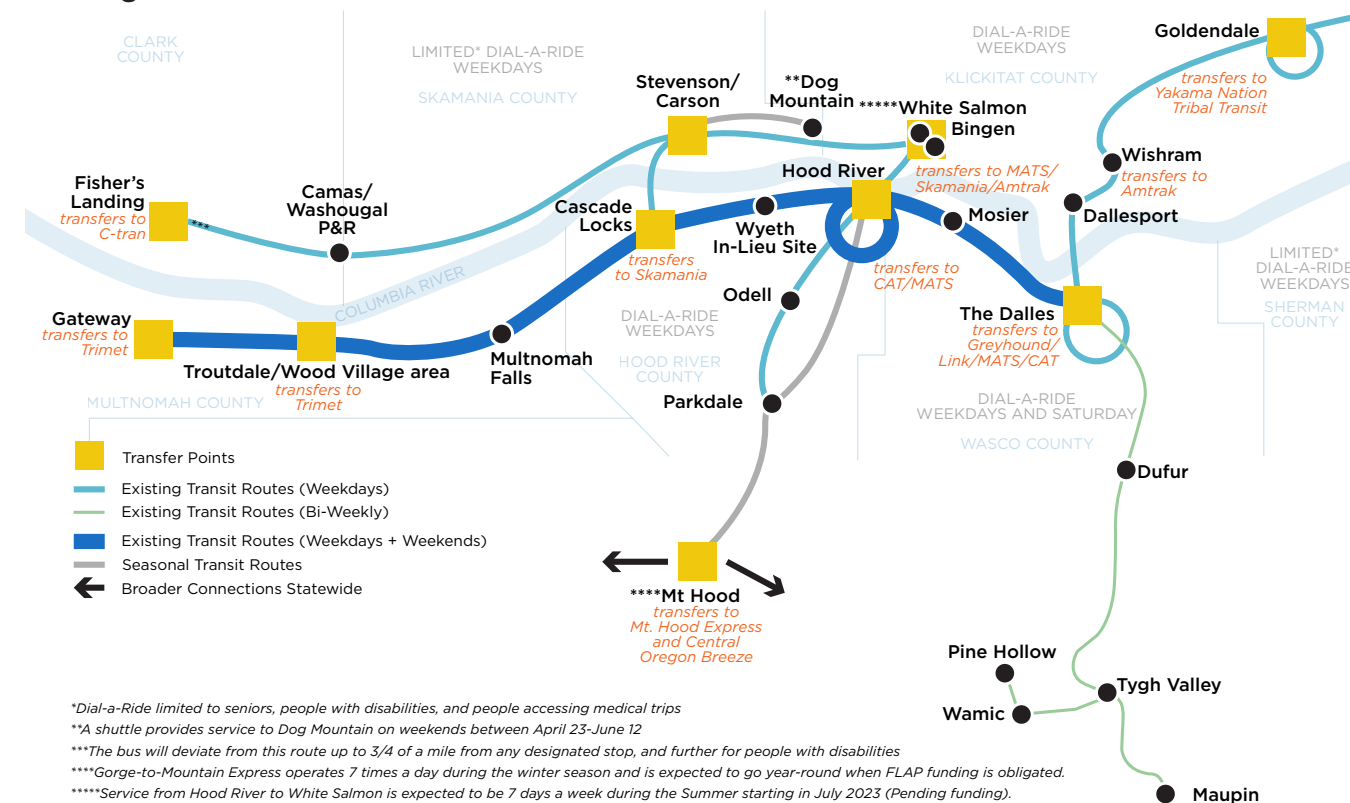 CLARK
COUNTY
LIMITED* DIAL-A-RIDE
WEEKDAYS
SKAMANIA COUNTY
DIAL-A-RIDE
WEEKDAYS
KLICKITAT COUNTY
Goldendale
transfers to
Yakama Nation
Tribal Transit
Stevenson/
Carson
**Dog
Mountain
*****White Salmon
Bingen
transfers to MATS/
Skamania/Amtrak
Wishram
transfers to
Amtrak
Dallesport
Fisher's
Landing
transfers to
C-tran
***
Camas/
Washougal
P&R
Cascade
Locks
transfers
to Skamania
Wyeth
In-Lieu Site
Hood River
transfers to
CAT/MATS
Mosier
COLUMBIA RIVER
LIMITED*
DIAL-A-RIDE
WEEKDAYS
SHERMAN
COUNTY
Gateway
transfers to
Trimet
Troutdale/Wood Village area
transfers to
Trimet
Multnomah
Falls
MULTNOMAH COUNTY
DIAL-A-RIDE
WEEKDAYS
HOOD RIVER
COUNTY
Odell
Parkdale
The Dalles
transfers to
Greyhound/
Link/MATS/CAT
DIAL-A-RIDE
WEEKDAYS AND SATURDAY
WASCO COUNTY
Dufur
Transfer Points
Existing Transit Routes (Weekdays)
Existing Transit Routes (Bi-Weekly)
Existing Transit Routes (Weekdays + Weekends)
Seasonal Transit Routes
Broader Connections Statewide
****Mt Hood
transfers to
Mt. Hood Express
and Central
Oregon Breeze
Pine Hollow
Wamic
Tygh Valley
Maupin
*Dial-a-Ride limited to seniors, people with disabilities, and people accessing medical trips
**A shuttle provides service to Dog Mountain on weekends between April 23-June 12
***The bus will deviate from this route up to 3/4 of a mile from any designated stop, and further for people with disabilities
****Gorge-to-Mountain Express operates 7 times a day during the winter season and is expected to go year-round when FLAP funding is obligated.
*****Service from Hood River to White Salmon is expected to be 7 days a week during the Summer starting in July 2023 (Pending funding).